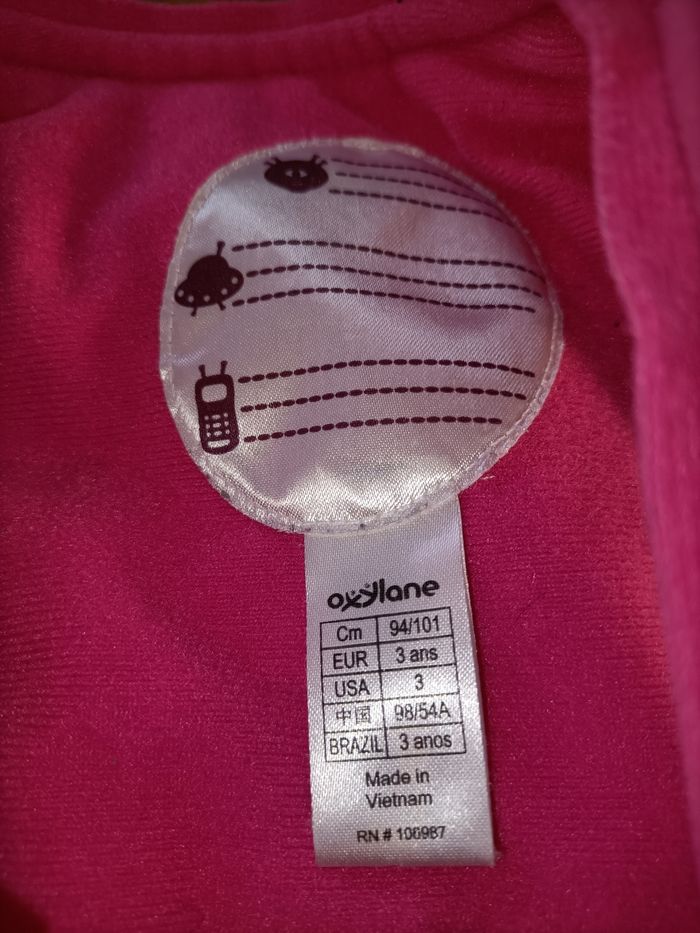 oxylane
Cm 94/101
EUR 3 ans
USA 3
中国 98/54A
BRAZIL 3 anos
Made in
Vietnam
RN # 106987